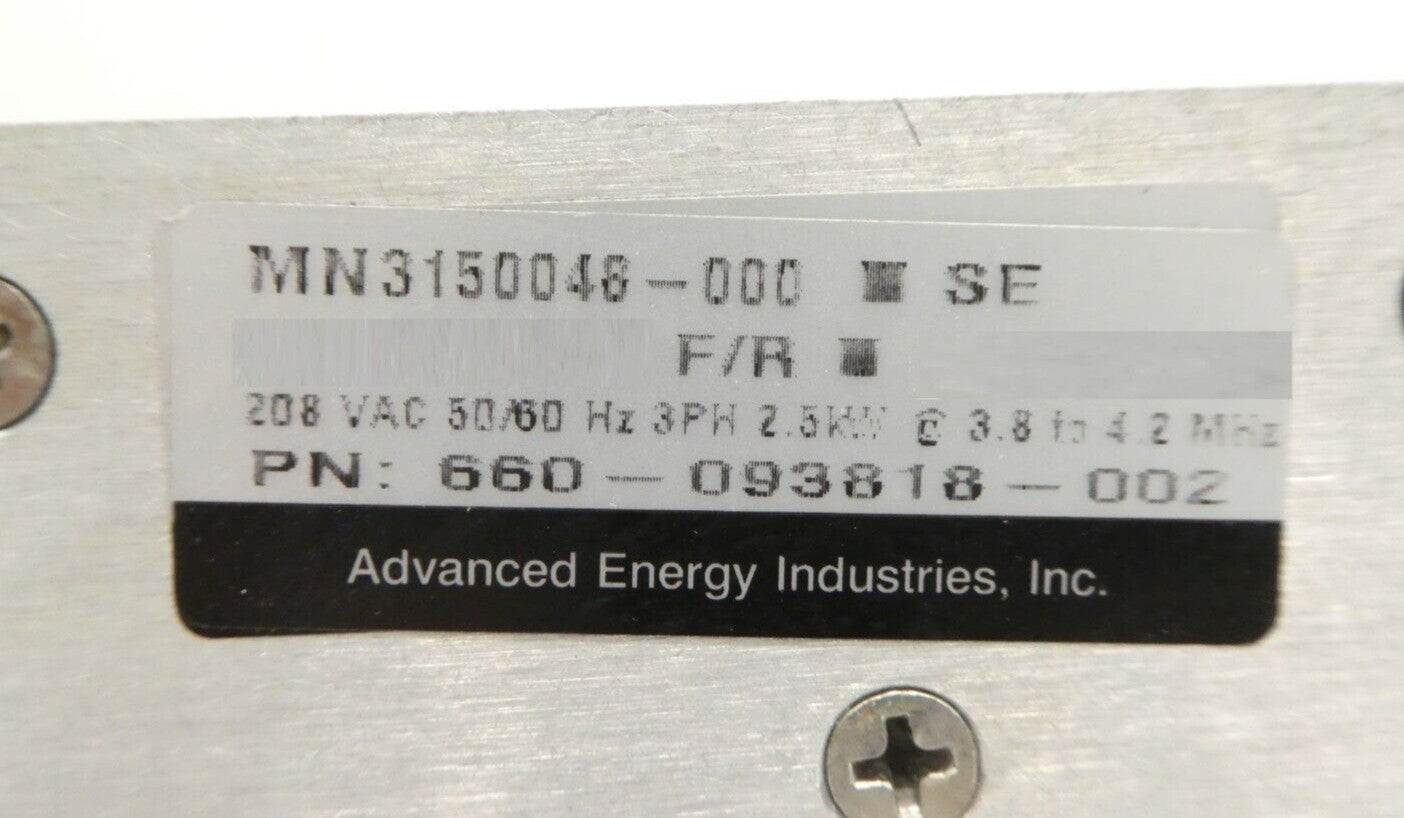 MN3150046-000 ■ SE
F/R ■
208 VAC 50/60 Hz 3PH 2.5kW @ 3.8 to 4.2 MHz
PN: 660-093818-002
Advanced Energy Industries, Inc.